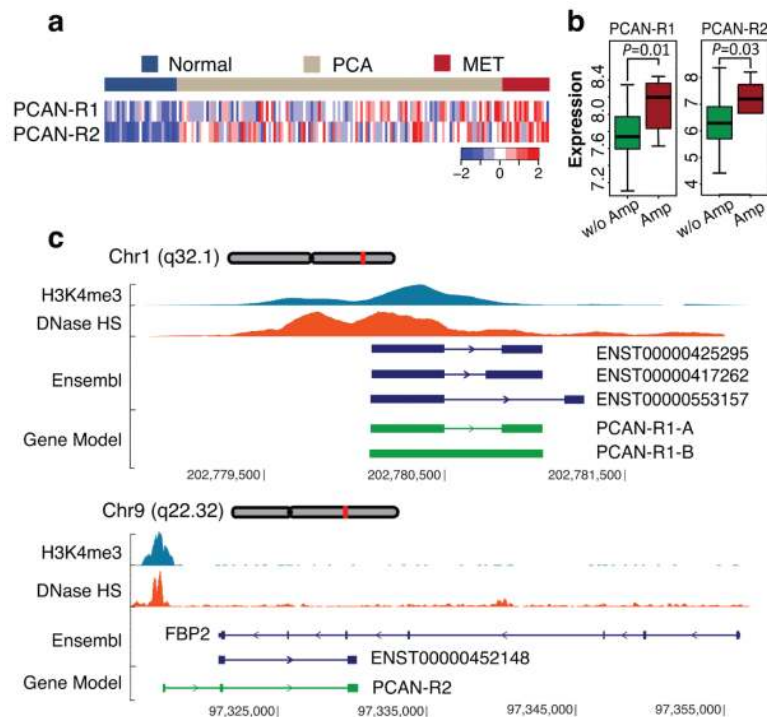 a
Normal PCA MET
PCAN-R1
PCAN-R2
-2 0 2
b
PCAN-R1 PCAN-R2
P=0.01 P=0.03
Expression
8.4
8.0
7.6
7.2
8
7
6
5
4
w/o Amp Amp w/o Amp Amp
c
Chr1 (q32.1)
H3K4me3
DNase HS
Ensembl
ENST00000425295
ENST00000417262
ENST00000553157
Gene Model
PCAN-R1-A
PCAN-R1-B
202,779,500 202,780,500 202,781,500
Chr9 (q22.32)
H3K4me3
DNase HS
Ensembl
FBP2
ENST00000452148
Gene Model
PCAN-R2
97,325,000 97,335,000 97,345,000 97,355,000